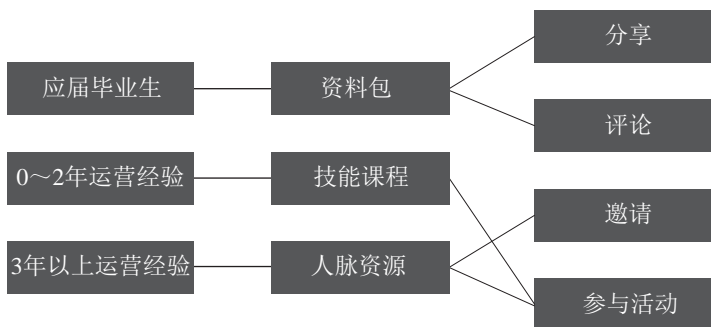 分享
应届毕业生
资料包
评论
0～2年运营经验
技能课程
邀请
3年以上运营经验
人脉资源
参与活动